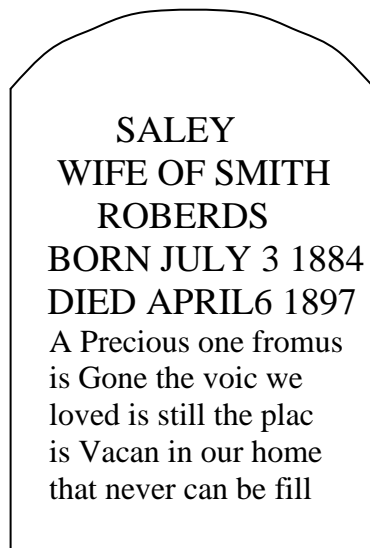 SALEY
WIFE OF SMITH
ROBERDS
BORN JULY 3 1884
DIED APRIL6 1897
A Precious one fromus
is Gone the voic we
loved is still the plac
is Vacan in our home
that never can be fill